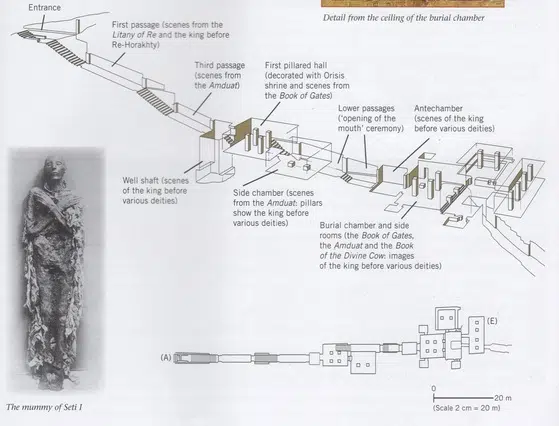 Entrance
Detail from the ceiling of the burial chamber
First passage (scenes from the
Litany of Re and the king before
Re-Horakhty)
Third passage
(scenes from
the Amduat)
First pillared hall
(decorated with Orisis
shrine and scenes from
the Book of Gates)
Lower passages
('opening of the
mouth' ceremony)
Antechamber
(scenes of the king
before various deities)
Well shaft (scenes
of the king before
various deities)
Side chamber (scenes
from the Amduat: pillars
show the king before
various deities)
Burial chamber and side
rooms (the Book of Gates,
the Amduat and the Book
of the Divine Cow: images
of the king before various deities)
(A)
(E)
0
20 m
(Scale 2 cm = 20 m)
The mummy of Seti I